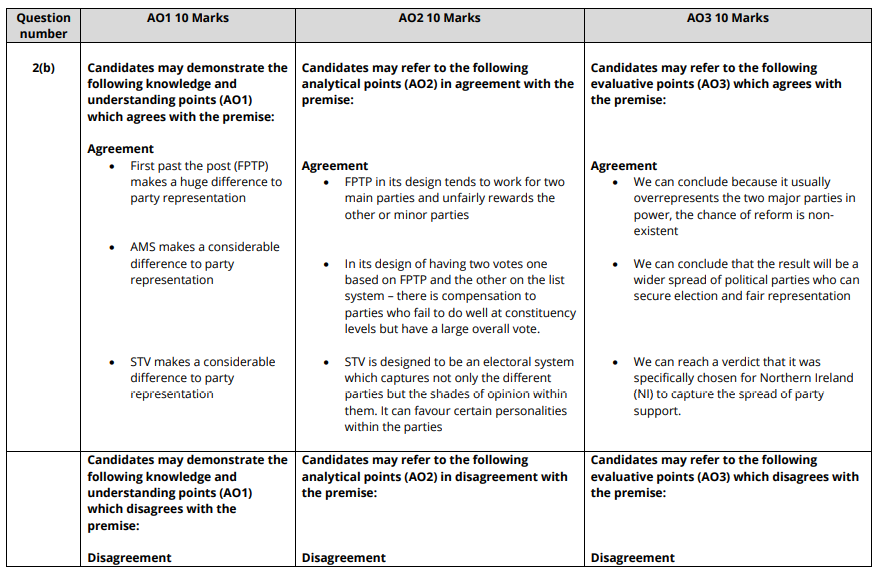 Question number
AO1 10 Marks
AO2 10 Marks
AO3 10 Marks
2(b)
Candidates may demonstrate the
following knowledge and
understanding points (AO1)
which agrees with the premise:
Agreement
• First past the post (FPTP)
makes a huge difference to
party representation
• AMS makes a considerable
difference to party
representation
• STV makes a considerable
difference to party
representation
Candidates may refer to the following
analytical points (AO2) in agreement with the
premise:
Agreement
• FPTP in its design tends to work for two
main parties and unfairly rewards the
other or minor parties
• In its design of having two votes one
based on FPTP and the other on the list
system – there is compensation to
parties who fail to do well at constituency
levels but have a large overall vote.
• STV is designed to be an electoral system
which captures not only the different
parties but the shades of opinion within
them. It can favour certain personalities
within the parties
Candidates may refer to the following
evaluative points (AO3) which agrees with
the premise:
Agreement
• We can conclude because it usually
overrepresents the two major parties in
power, the chance of reform is non-
existent
• We can conclude that the result will be a
wider spread of political parties who can
secure election and fair representation
• We can reach a verdict that it was
specifically chosen for Northern Ireland
(NI) to capture the spread of party
support.
Candidates may demonstrate the
following knowledge and
understanding points (AO1)
which disagrees with the
premise:
Disagreement
Candidates may refer to the following
analytical points (AO2) in disagreement with
the premise:
Disagreement
Candidates may refer to the following
evaluative points (AO3) which disagrees with
the premise:
Disagreement